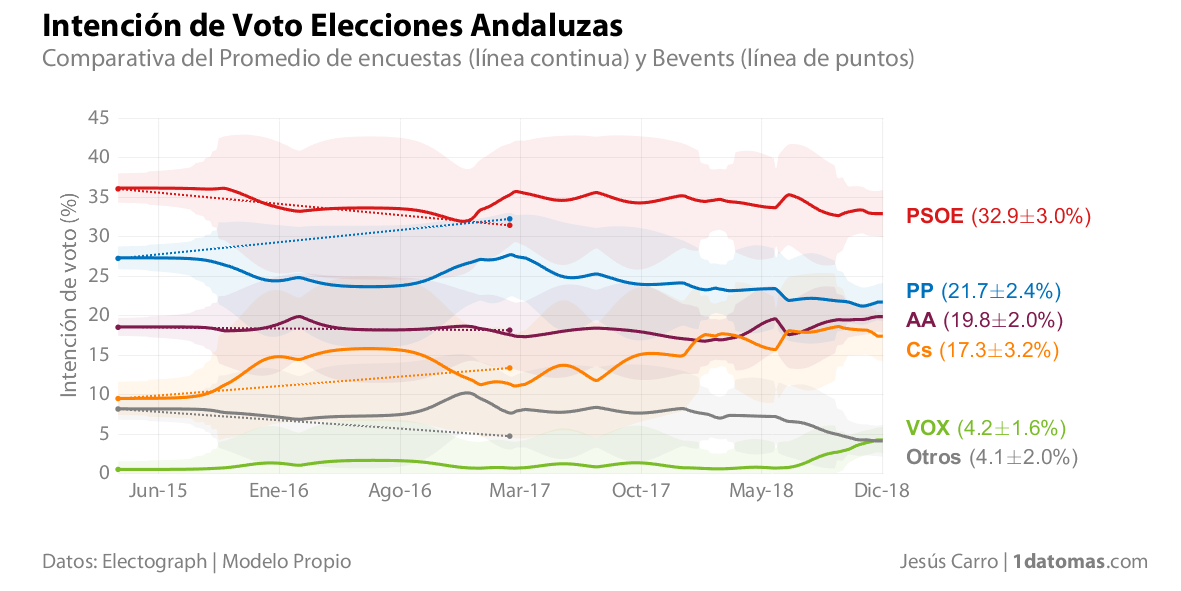 Intención de Voto Elecciones Andaluzas
Comparativa del Promedio de encuestas (línea continua) y Bevents (línea de puntos)
Intención de voto (%)
45
40
35
30
25
20
15
10
5
0
Jun-15 Ene-16 Ago-16 Mar-17 Oct-17 May-18 Dic-18
PSOE (32.9±3.0%)
PP (21.7±2.4%)
AA (19.8±2.0%)
Cs (17.3±3.2%)
VOX (4.2±1.6%)
Otros (4.1±2.0%)
Datos: Electograph | Modelo Propio
Jesús Carro | 1datomas.com